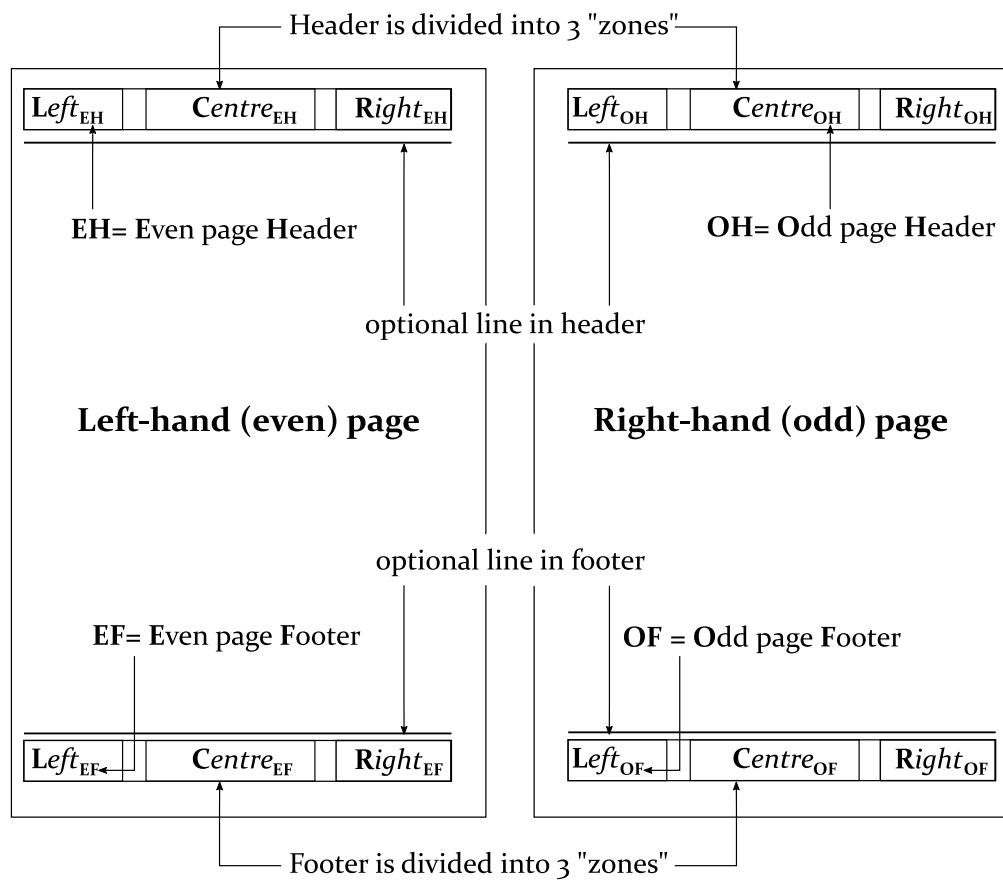 Header is divided into 3 "zones"
LeftEH CentreEH RightEH
LeftOH CentreOH RightOH
EH= Even page Header
OH= Odd page Header
optional line in header
Left-hand (even) page
Right-hand (odd) page
optional line in footer
EF= Even page Footer
OF = Odd page Footer
LeftEF CentreEF RightEF
LeftOF CentreOF RightOF
Footer is divided into 3 "zones"